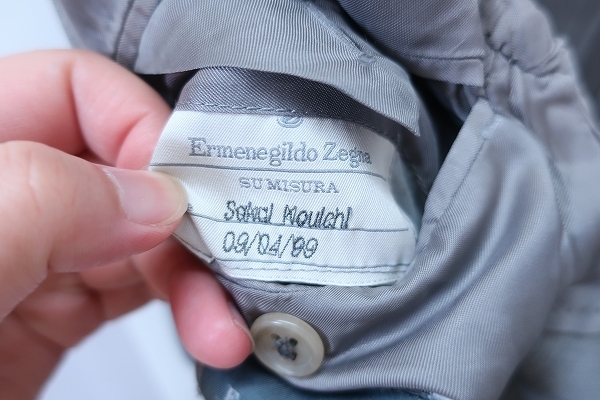 Ermenegildo Zegna
SU MISURA
Sakai Kouichi
09/04/99